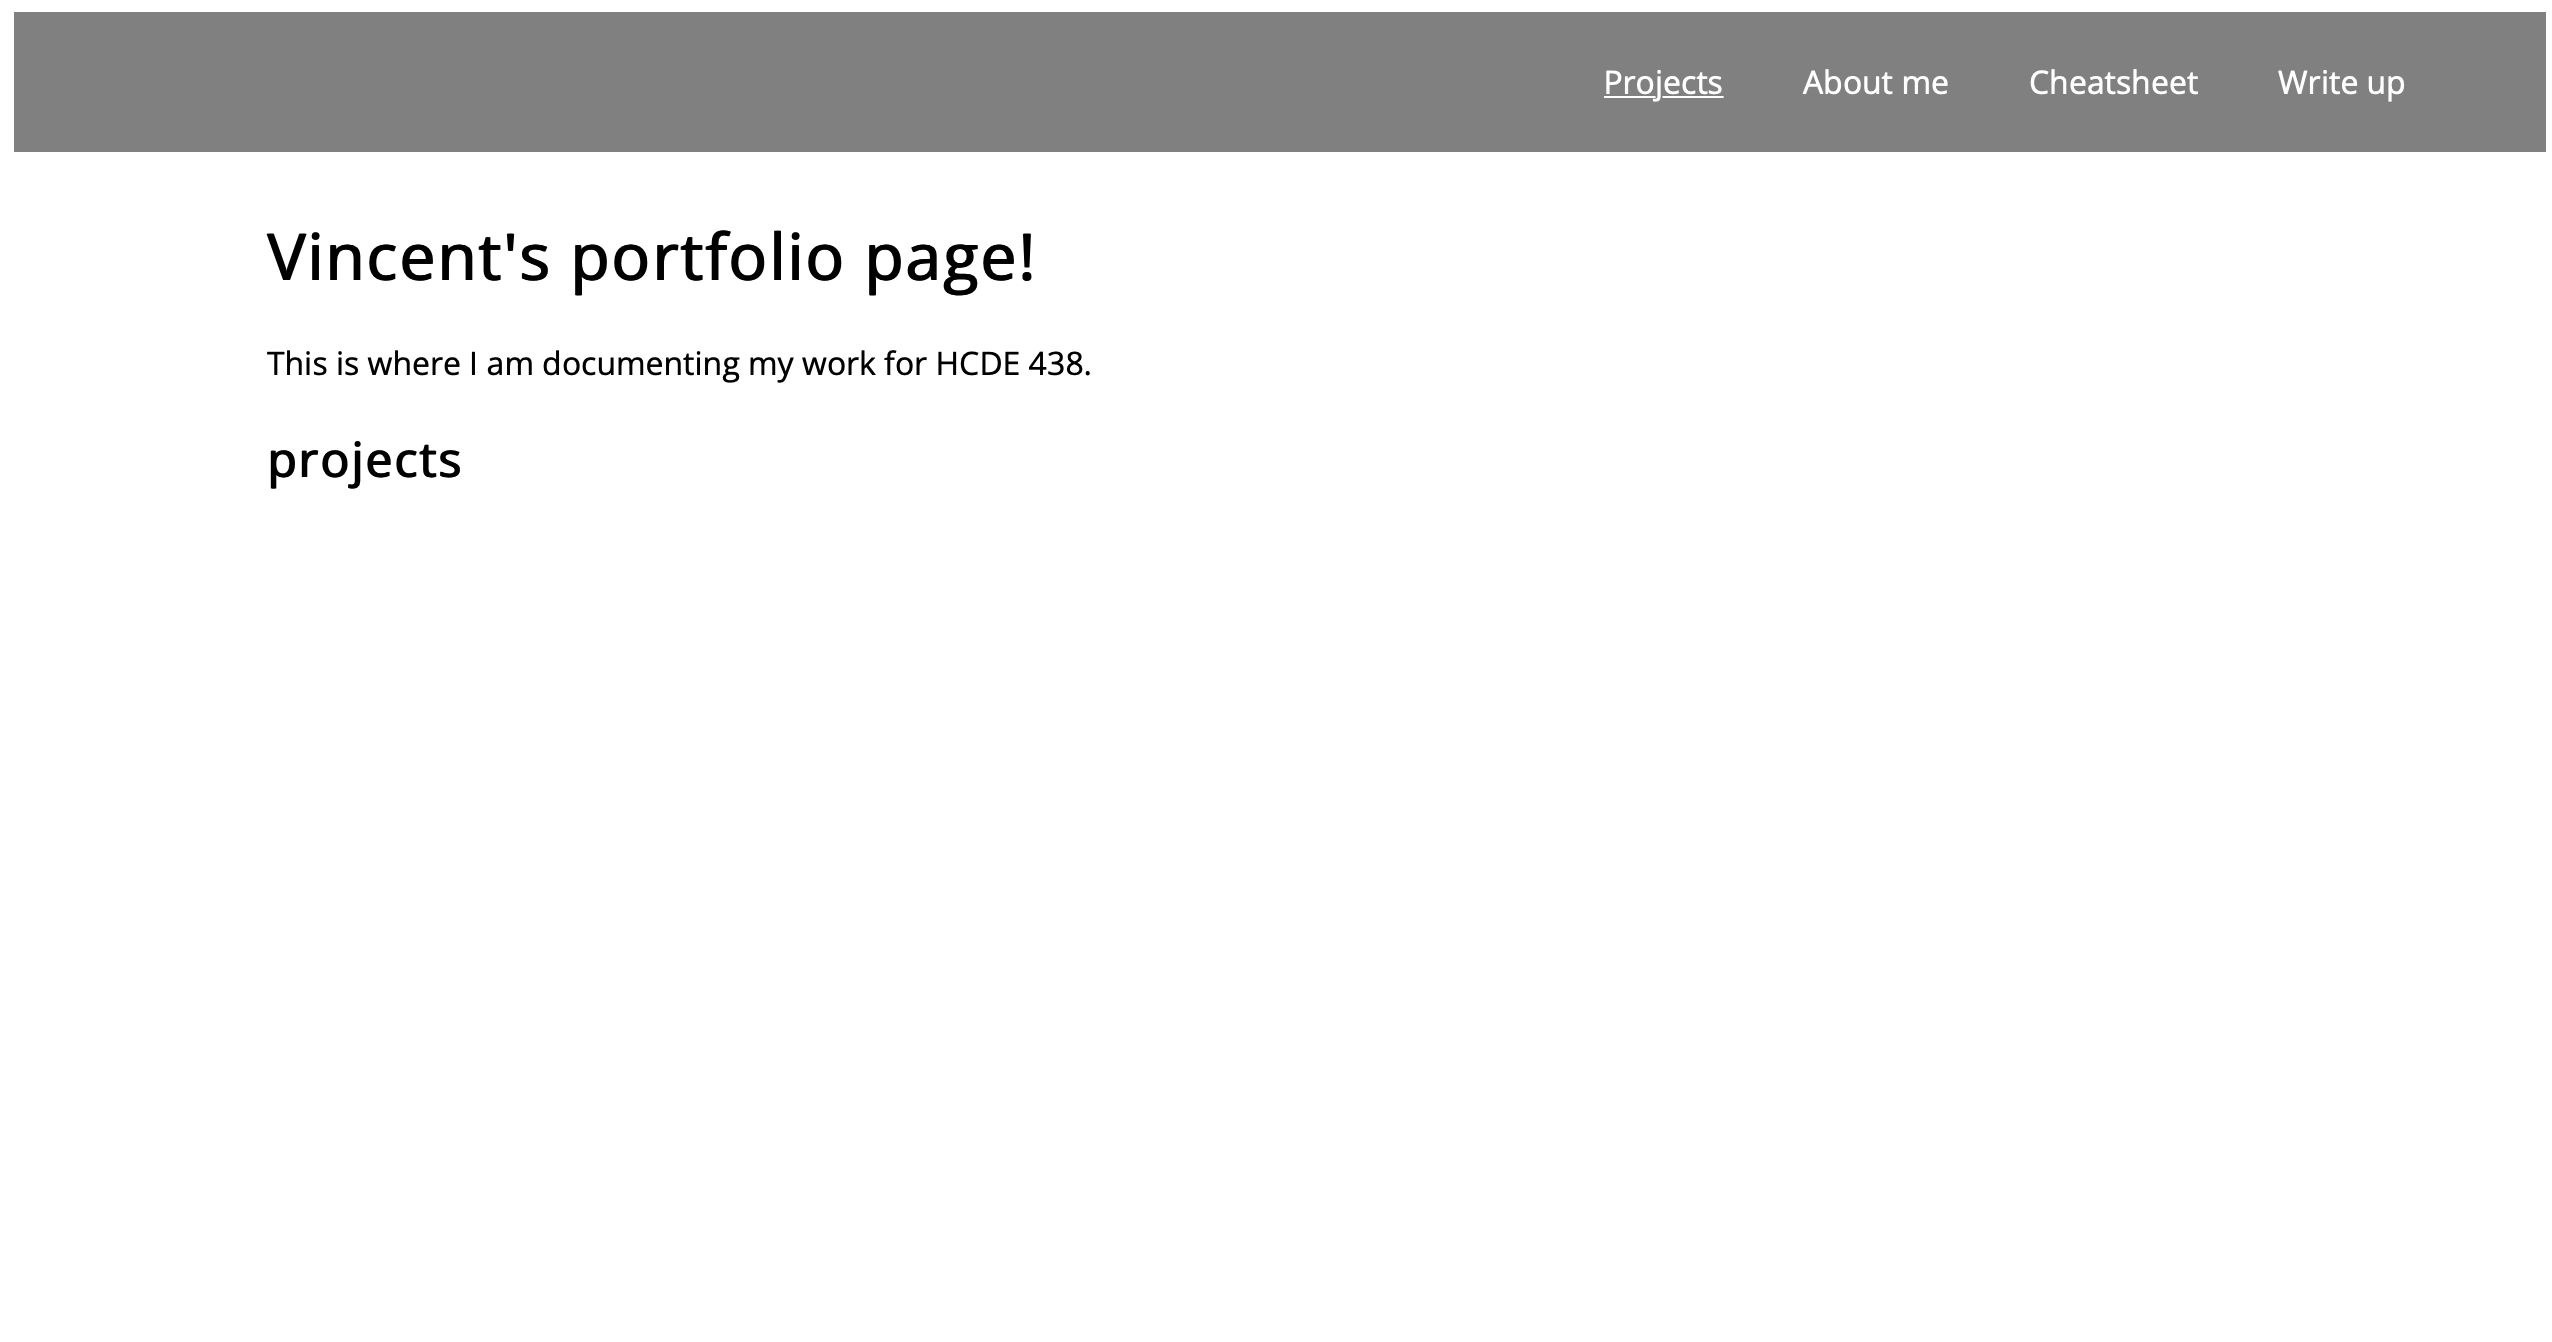 Projects About me Cheatsheet Write up
Vincent's portfolio page!
This is where I am documenting my work for HCDE 438.
projects